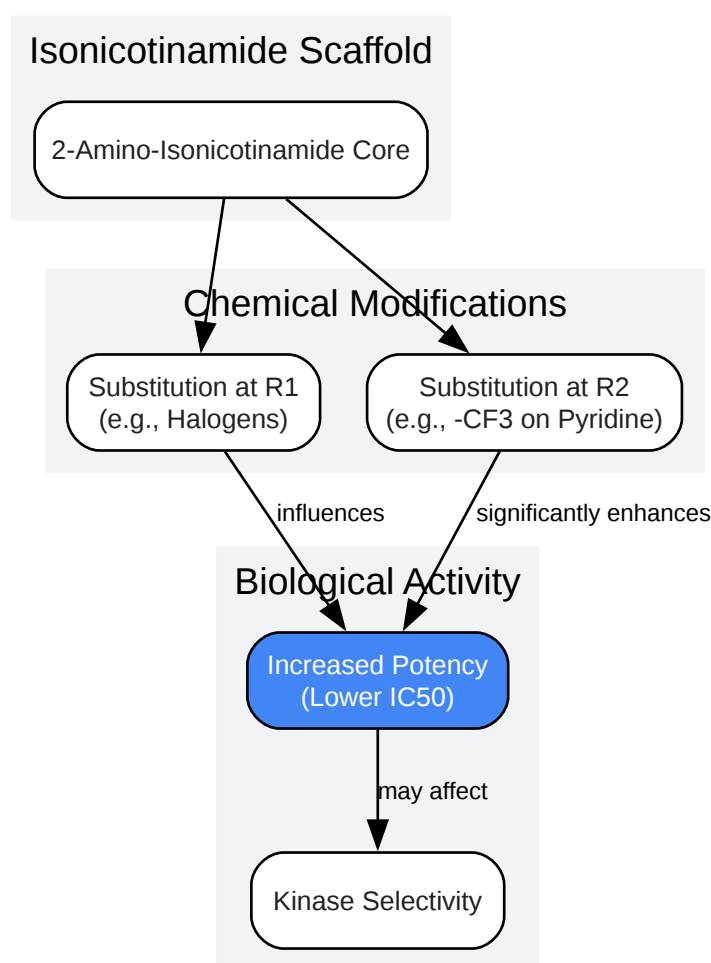 Isonicotinamide Scaffold
2-Amino-Isonicotinamide Core
Chemical Modifications
Substitution at R1
(e.g., Halogens)
Substitution at R2
(e.g., -CF3 on Pyridine)
influences
significantly enhances
Biological Activity
Increased Potency
(Lower IC50)
may affect
Kinase Selectivity